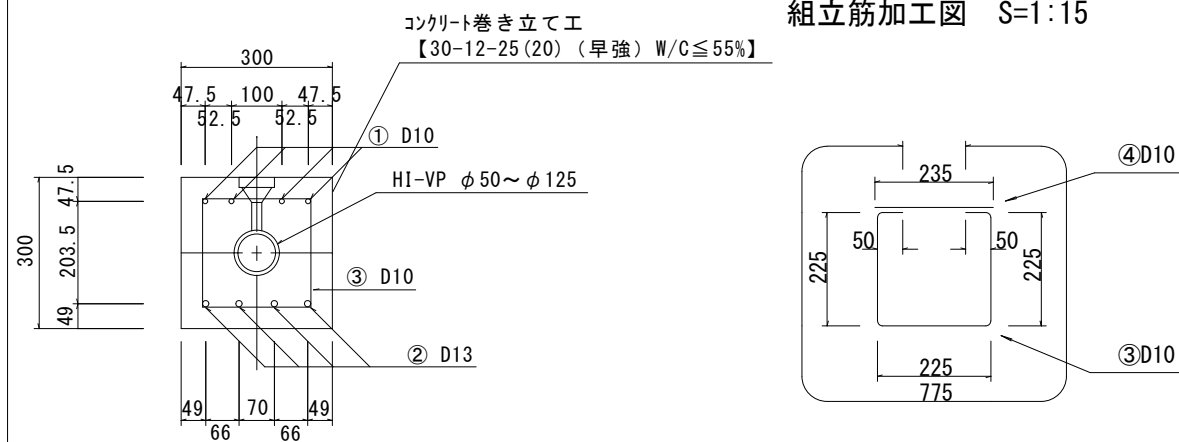 組立筋加工図 S=1:15
コンクリート巻き立て工
【30-12-25(20)（早強）W/C≦55%】
300
47.5 100 47.5
52.5 52.5
① D10
HI-VP φ50～φ125
47.5
300
203.5
49
③ D10
② D13
49 70 49
66 66
④D10
235
50 50
225 225
③D10
225
775